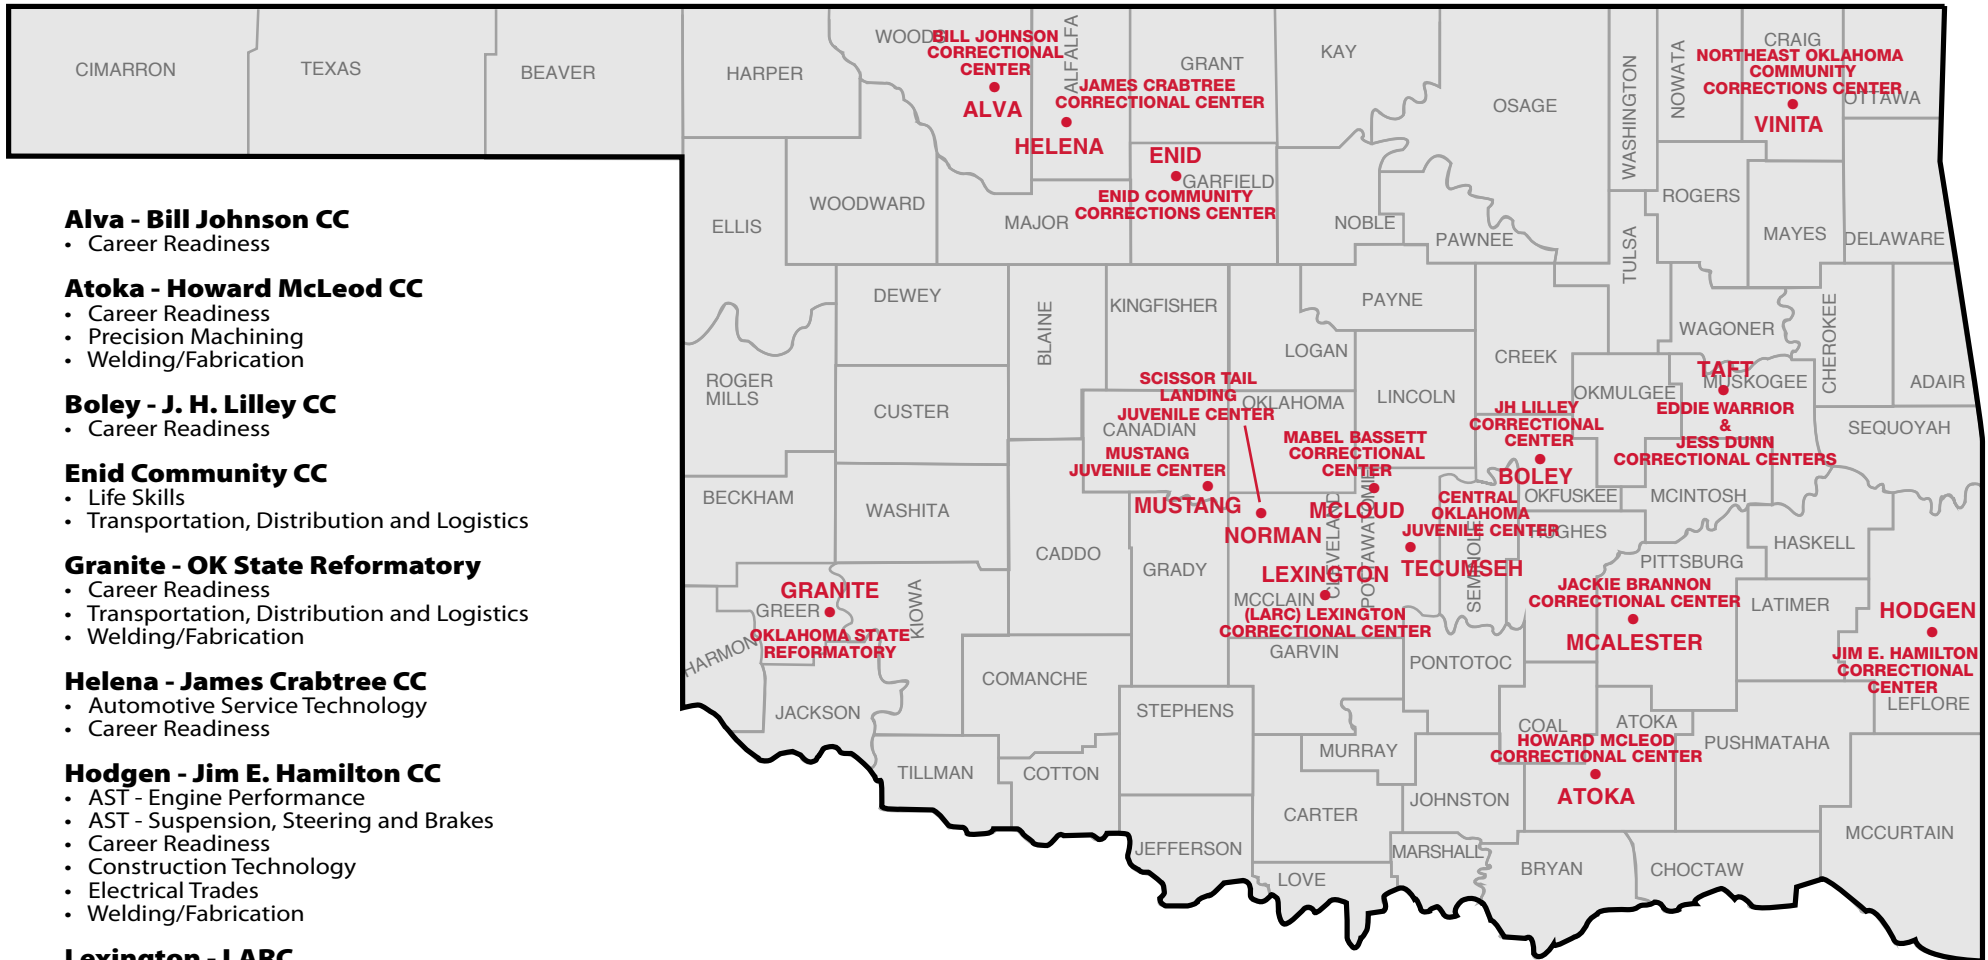 CIMARRON
TEXAS
BEAVER
HARPER
WOODS
ALFALFA
GRANT
KAY
OSAGE
WASHINGTON
NOWATA
CRAIG
OTTAWA
BILL JOHNSON
CORRECTIONAL
CENTER
ALVA
JAMES CRABTREE
CORRECTIONAL CENTER
HELENA
NORTHEAST OKLAHOMA
COMMUNITY
CORRECTIONS CENTER
VINITA
ENID
GARFIELD
ENID COMMUNITY
CORRECTIONS CENTER
ELLIS
WOODWARD
MAJOR
NOBLE
PAWNEE
TULSA
ROGERS
MAYES
DELAWARE
DEWEY
BLAINE
KINGFISHER
LOGAN
PAYNE
CREEK
WAGONER
CHEROKEE
ADAIR
ROGER
MILLS
CUSTER
CANADIAN
OKLAHOMA
LINCOLN
OKMULGEE
MUSKOGEE
SEQUOYAH
SCISSOR TAIL
LANDING
JUVENILE CENTER
NORMAN
MUSTANG
JUVENILE CENTER
MUSTANG
MABEL BASSETT
CORRECTIONAL
CENTER
MCLOUD
JH LILLEY
CORRECTIONAL
CENTER
BOLEY
TAFT
EDDIE WARRIOR
&
JESS DUNN
CORRECTIONAL CENTERS
BECKHAM
WASHITA
CADDO
GRADY
CLEVELAND
POTTAWATOMIE
SEMINOLE
OKFUSKEE
MCINTOSH
HUGHES
HASKELL
PITTSBURG
CENTRAL
OKLAHOMA
JUVENILE CENTER
TECUMSEH
LEXINGTON
MCCLAIN
(LARC) LEXINGTON
CORRECTIONAL CENTER
JACKIE BRANNON
CORRECTIONAL CENTER
MCALESTER
LATIMER
HODGEN
JIM E. HAMILTON
CORRECTIONAL
CENTER
LEFLORE
GRANITE
GREER
OKLAHOMA STATE
REFORMATORY
KIOWA
HARMON
JACKSON
COMANCHE
GARVIN
PONTOTOC
STEPHENS
MURRAY
COAL
ATOKA
HOWARD MCLEOD
CORRECTIONAL CENTER
ATOKA
PUSHMATAHA
TILLMAN
COTTON
CARTER
JOHNSTON
MCCURTAIN
JEFFERSON
MARSHALL
LOVE
BRYAN
CHOCTAW
Alva - Bill Johnson CC
• Career Readiness
Atoka - Howard McLeod CC
• Career Readiness
• Precision Machining
• Welding/Fabrication
Boley - J. H. Lilley CC
• Career Readiness
Enid Community CC
• Life Skills
• Transportation, Distribution and Logistics
Granite - OK State Reformatory
• Career Readiness
• Transportation, Distribution and Logistics
• Welding/Fabrication
Helena - James Crabtree CC
• Automotive Service Technology
• Career Readiness
Hodgen - Jim E. Hamilton CC
• AST - Engine Performance
• AST - Suspension, Steering and Brakes
• Career Readiness
• Construction Technology
• Electrical Trades
• Welding/Fabrication
Lexington - LARC